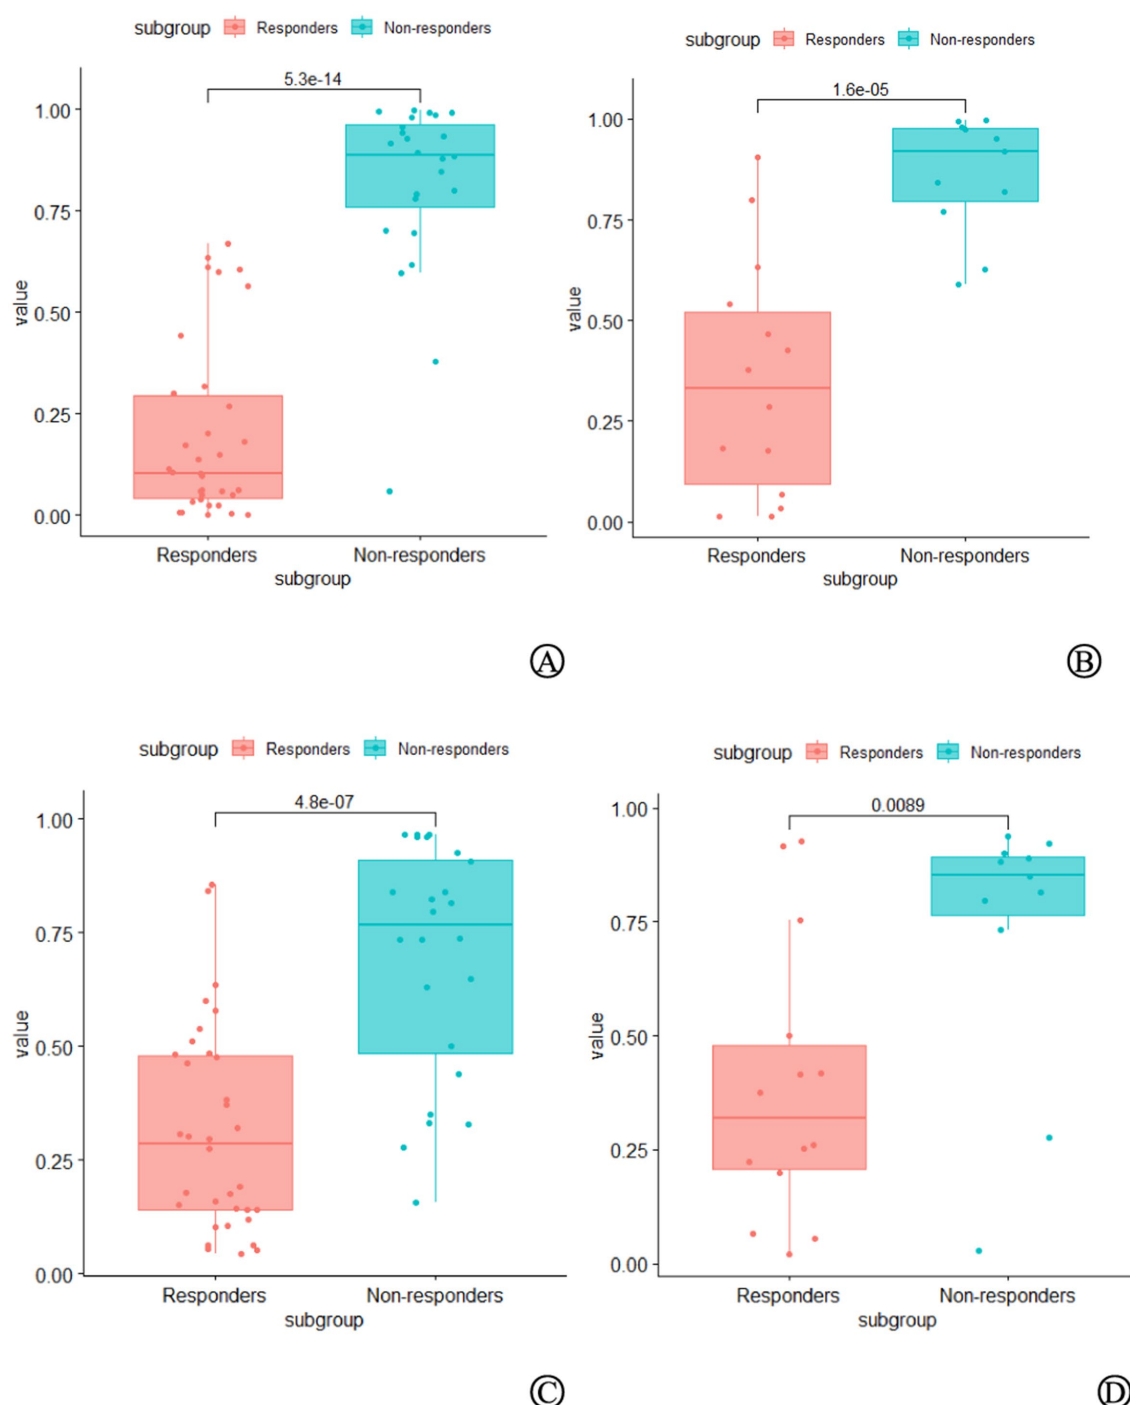 subgroup Responders Non-responders
5.3e-14
1.00
0.75
0.50
0.25
0.00
value
Responders Non-responders
subgroup
Ⓐ
subgroup Responders Non-responders
1.6e-05
1.00
0.75
0.50
0.25
0.00
value
Responders Non-responders
subgroup
Ⓑ
subgroup Responders Non-responders
4.8e-07
1.00
0.75
0.50
0.25
0.00
value
Responders Non-responders
subgroup
Ⓒ
subgroup Responders Non-responders
0.0089
1.00
0.75
0.50
0.25
0.00
value
Responders Non-responders
subgroup
Ⓓ